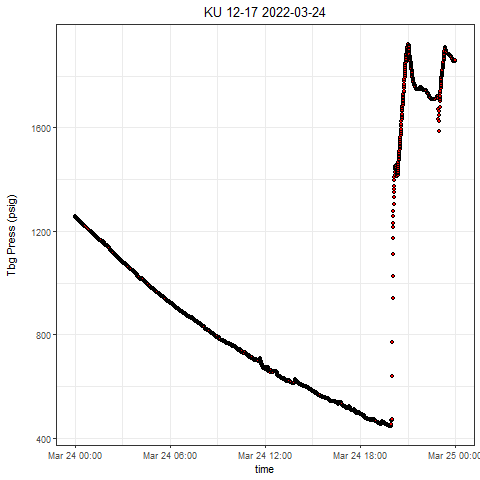 KU 12-17 2022-03-24
Tbg Press (psig)
1600
1200
800
400
Mar 24 00:00
Mar 24 06:00
Mar 24 12:00
Mar 24 18:00
Mar 25 00:00
time